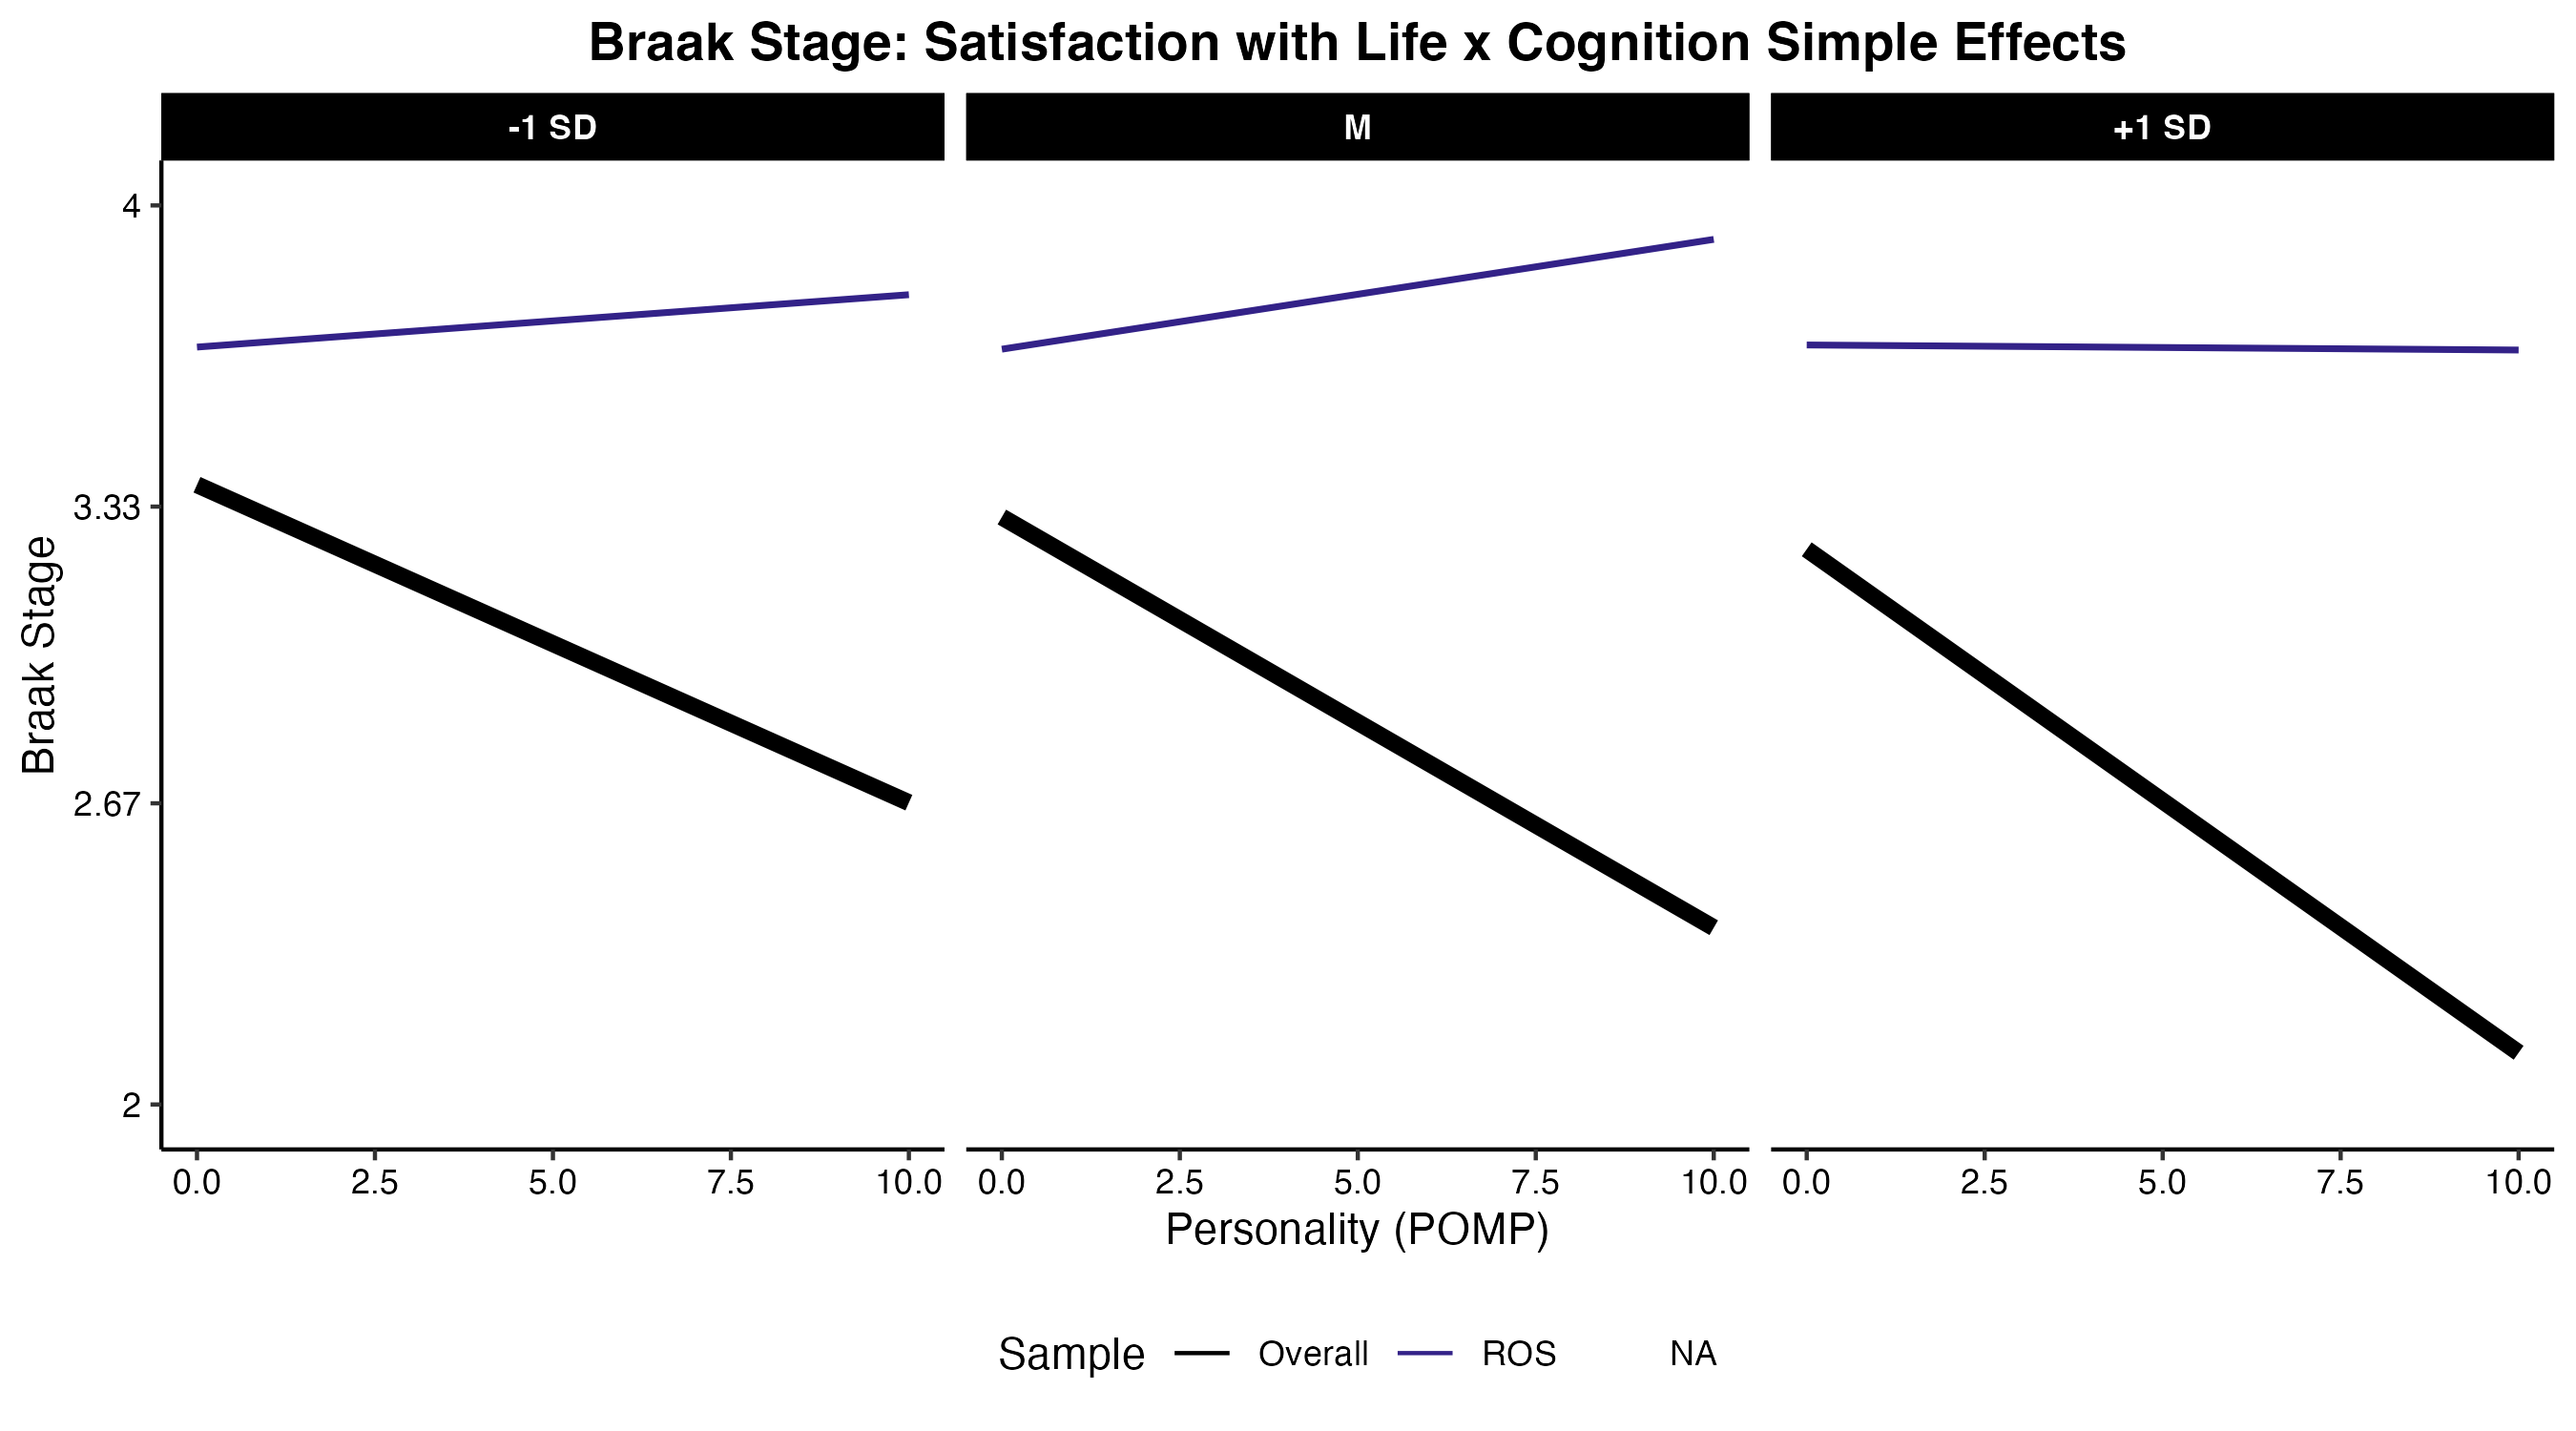 Braak Stage: Satisfaction with Life x Cognition Simple Effects
-1 SD M +1 SD
4
3.33
2.67
2
Braak Stage
0.0 2.5 5.0 7.5 10.0 0.0 2.5 5.0 7.5 10.0 0.0 2.5 5.0 7.5 10.0
Personality (POMP)
Sample Overall ROS NA